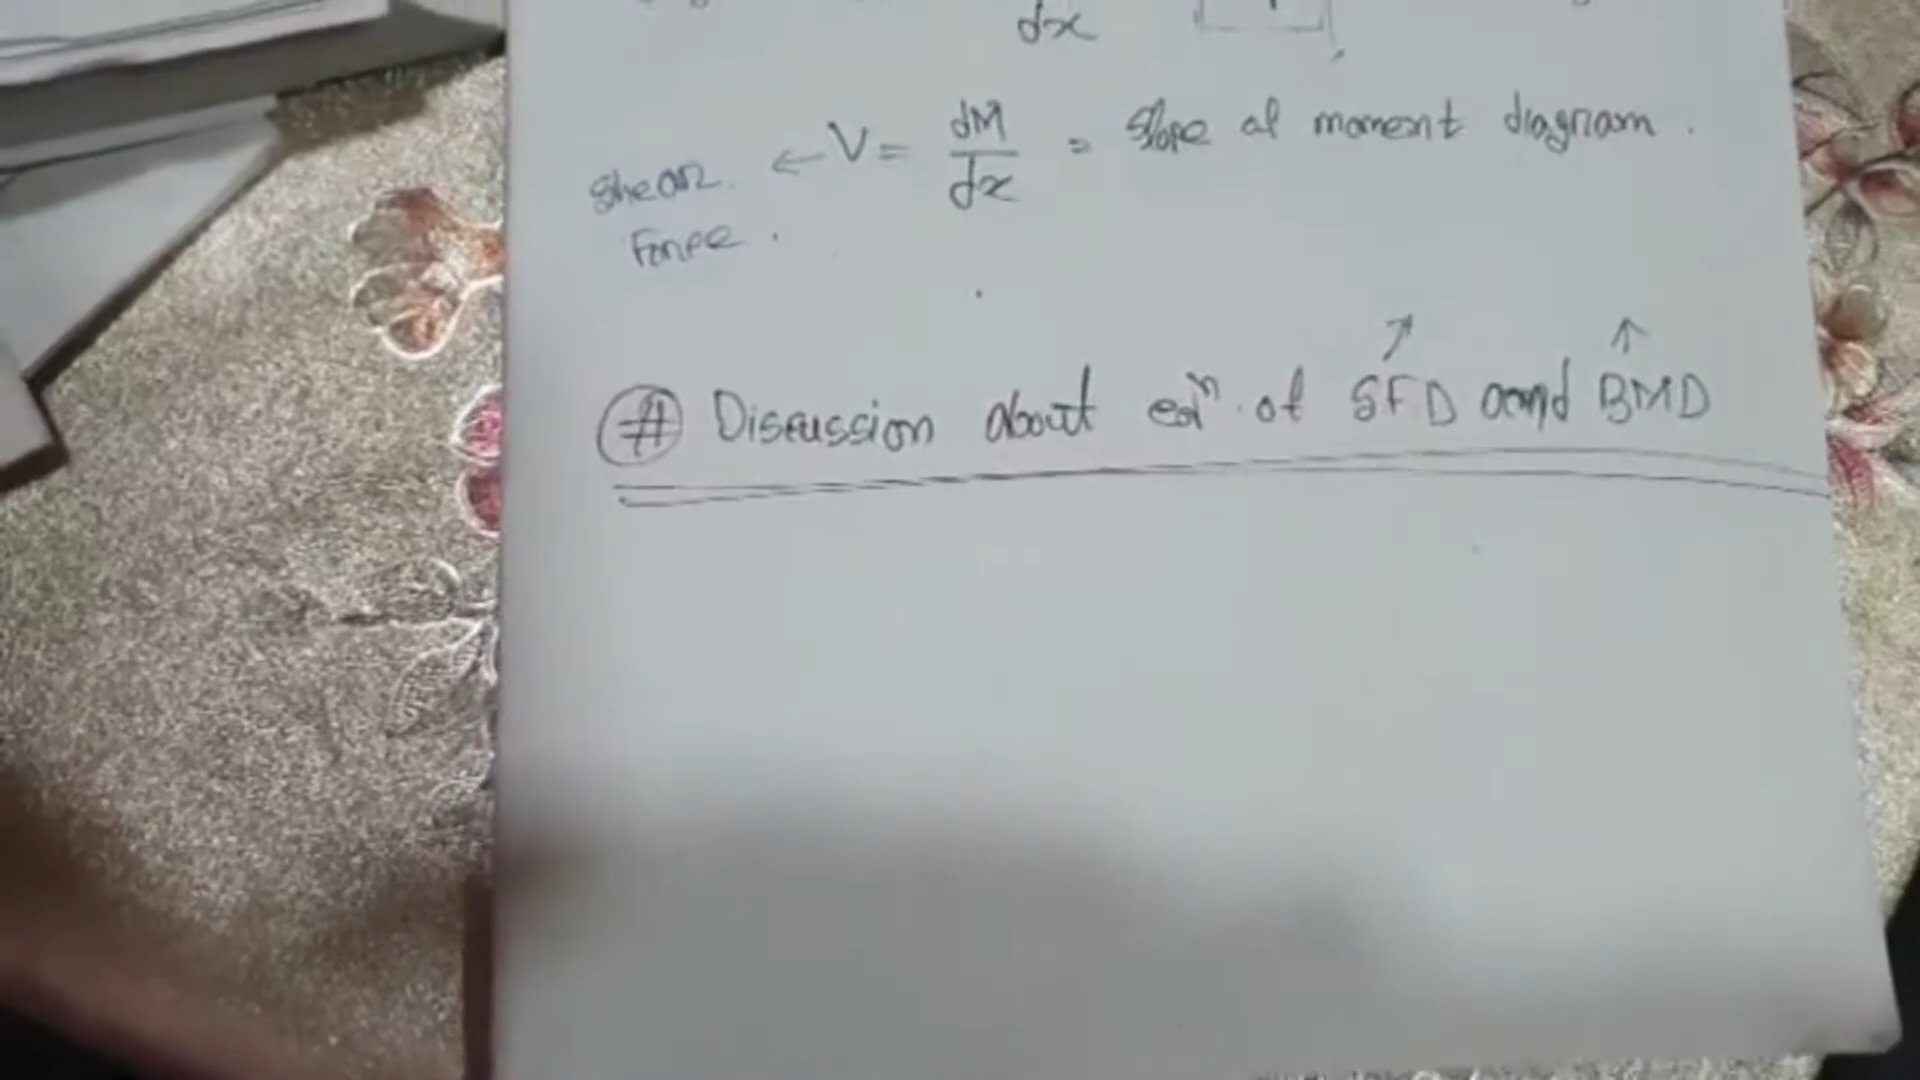 dx
V = dM/dx = Slope of moment diagram.
Shear
Force.
# Discussion about eqn. of SFD and BMD